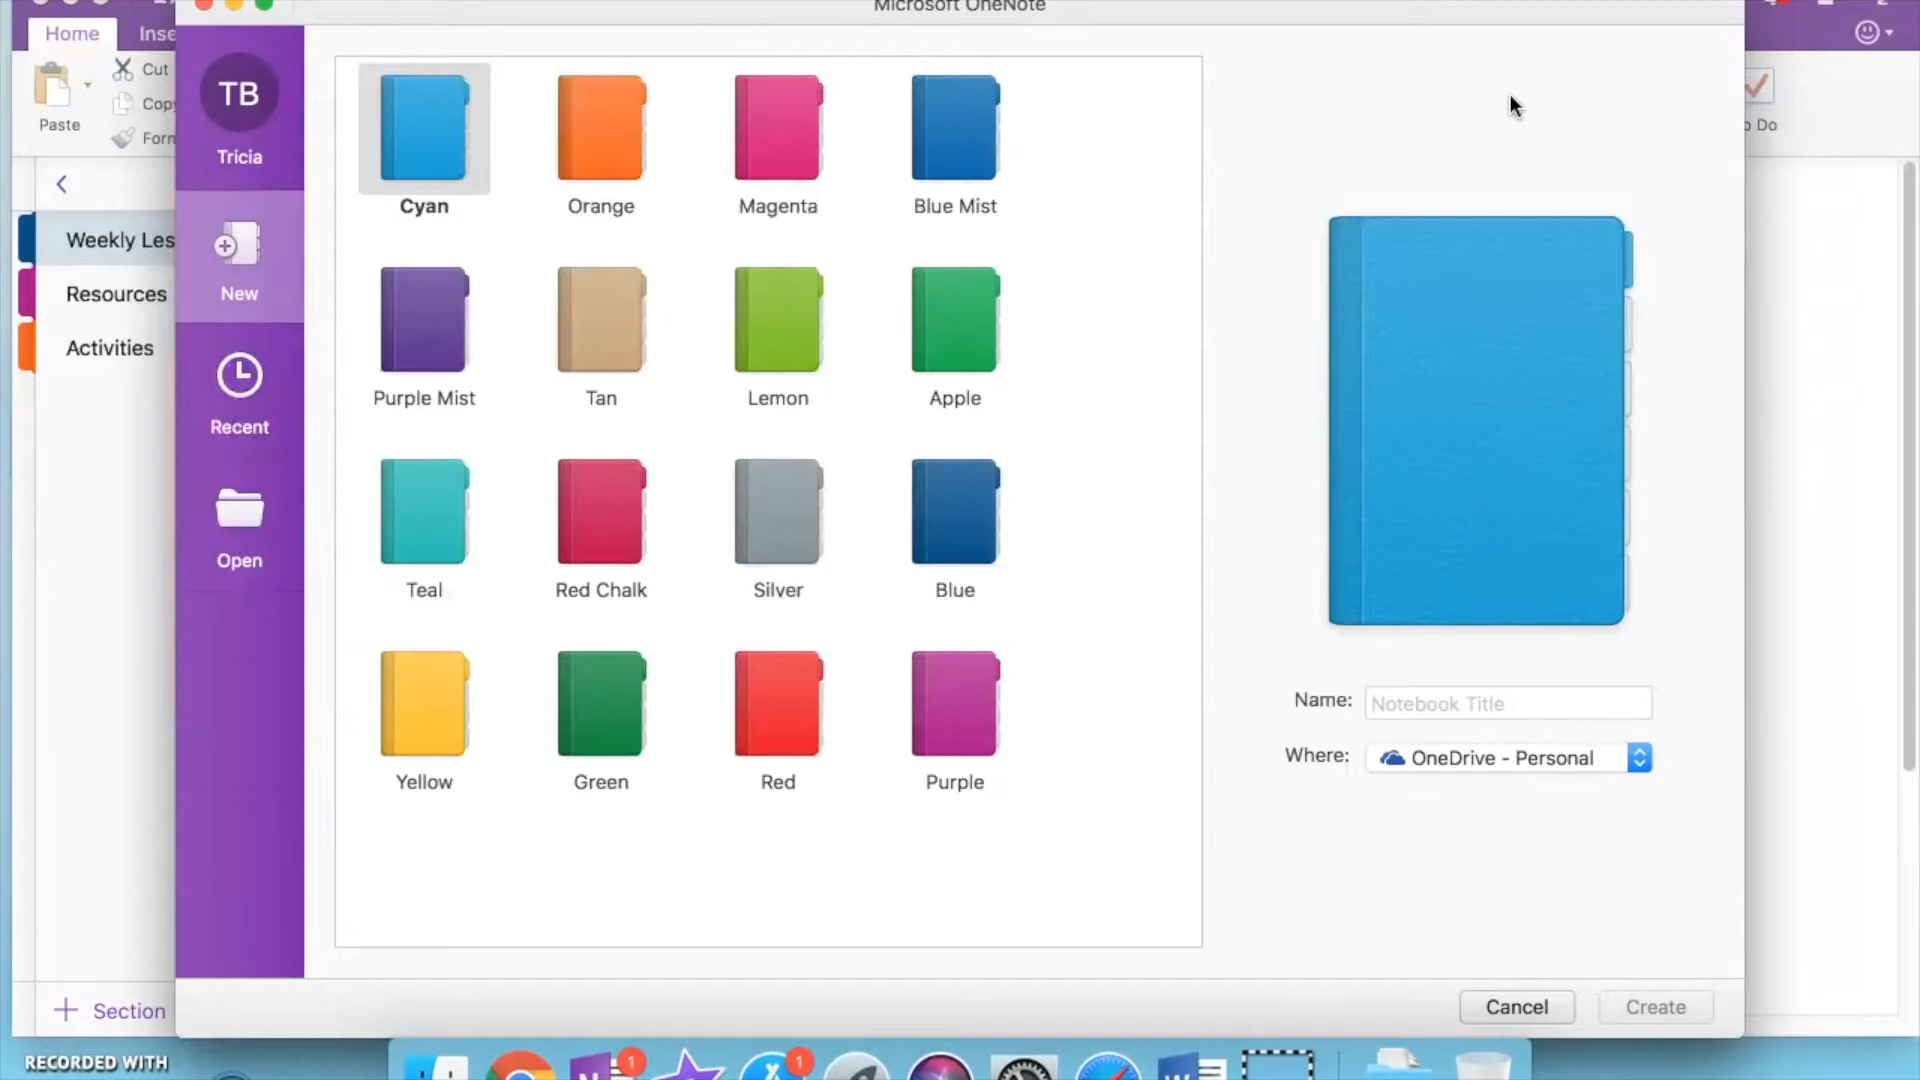 Microsoft OneNote
Home
Inse
Cut
Copy
Form
Paste
o Do
TB
Tricia
New
Recent
Open
Weekly Les
Resources
Activities
Cyan
Orange
Magenta
Blue Mist
Purple Mist
Tan
Lemon
Apple
Teal
Red Chalk
Silver
Blue
Yellow
Green
Red
Purple
Name: Notebook Title
Where: OneDrive - Personal
Section
Cancel
Create
RECORDED WITH
1
1